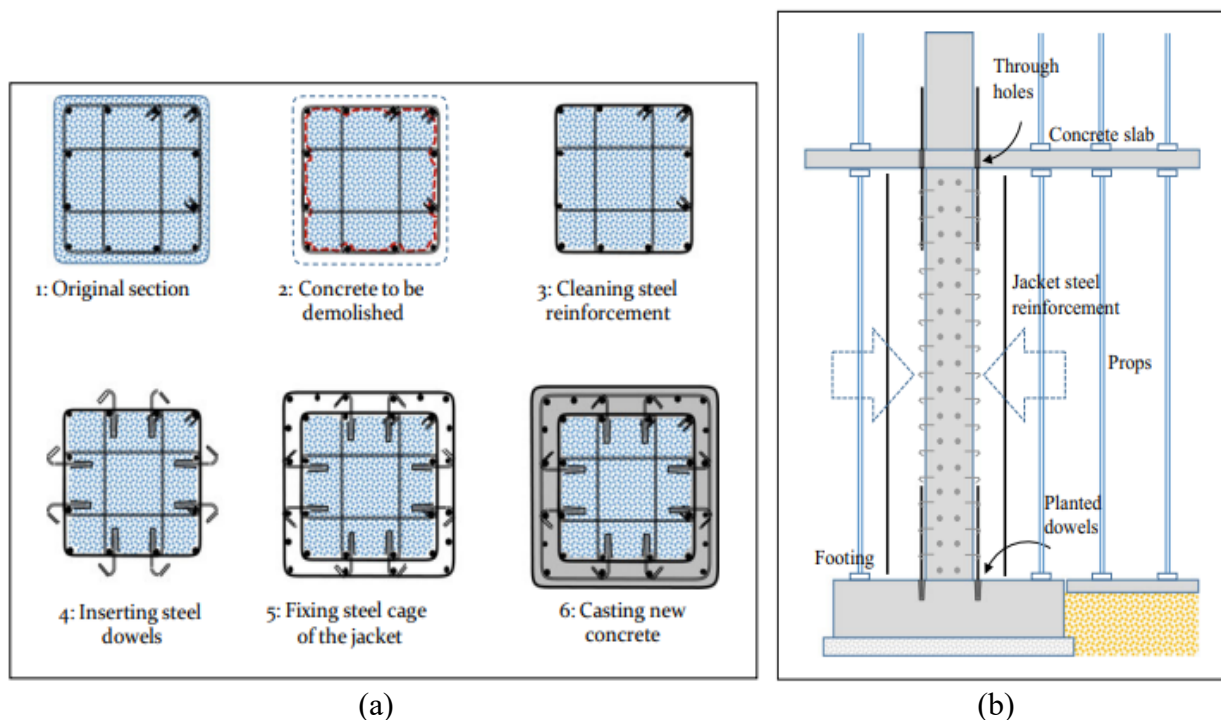 1: Original section
2: Concrete to be
demolished
3: Cleaning steel
reinforcement
4: Inserting steel
dowels
5: Fixing steel cage
of the jacket
6: Casting new
concrete
(a)
Through
holes
Concrete slab
Jacket steel
reinforcement
Props
Planted
dowels
Footing
(b)